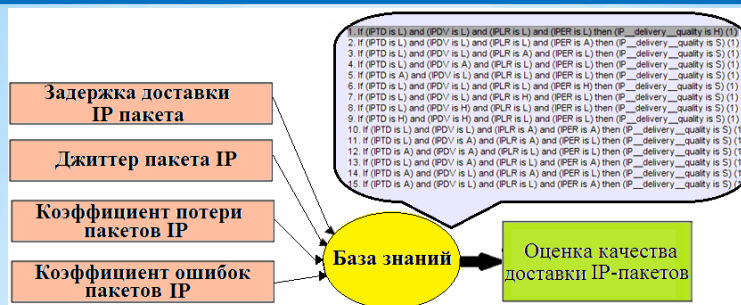 1. If (IPTD is L) and (IPDV is L) and (IPLR is L) and (IPER is L) then (IP__delivery__quality is H) (1)
2. If (IPTD is L) and (IPDV is L) and (IPLR is L) and (IPER is A) then (IP__delivery__quality is S) (1)
3. If (IPTD is L) and (IPDV is L) and (IPLR is A) and (IPER is L) then (IP__delivery__quality is S) (1)
4. If (IPTD is L) and (IPDV is A) and (IPLR is L) and (IPER is L) then (IP__delivery__quality is S) (1)
5. If (IPTD is A) and (IPDV is L) and (IPLR is L) and (IPER is L) then (IP__delivery__quality is S) (1)
6. If (IPTD is L) and (IPDV is L) and (IPLR is L) and (IPER is H) then (IP__delivery__quality is S) (1)
7. If (IPTD is L) and (IPDV is L) and (IPLR is H) and (IPER is L) then (IP__delivery__quality is S) (1)
8. If (IPTD is L) and (IPDV is H) and (IPLR is L) and (IPER is L) then (IP__delivery__quality is S) (1)
9. If (IPTD is H) and (IPDV is H) and (IPLR is L) and (IPER is L) then (IP__delivery__quality is S) (1)
10. If (IPTD is L) and (IPDV is L) and (IPLR is A) and (IPER is A) then (IP__delivery__quality is S) (1
11. If (IPTD is L) and (IPDV is A) and (IPLR is A) and (IPER is L) then (IP__delivery__quality is S) (1
12. If (IPTD is A) and (IPDV is A) and (IPLR is L) and (IPER is L) then (IP__delivery__quality is S) (1
13. If (IPTD is L) and (IPDV is A) and (IPLR is L) and (IPER is A) then (IP__delivery__quality is S) (1
14. If (IPTD is A) and (IPDV is L) and (IPLR is A) and (IPER is L) then (IP__delivery__quality is S) (1
15. If (IPTD is A) and (IPDV is L) and (IPLR is L) and (IPER is A) then (IP__delivery__quality is S)
Задержка доставки
IP пакета
Джиттер пакета IP
Коэффициент потери
пакетов IP
Коэффициент ошибок
пакетов IP
База знаний
Оценка качества
доставки IP-пакетов